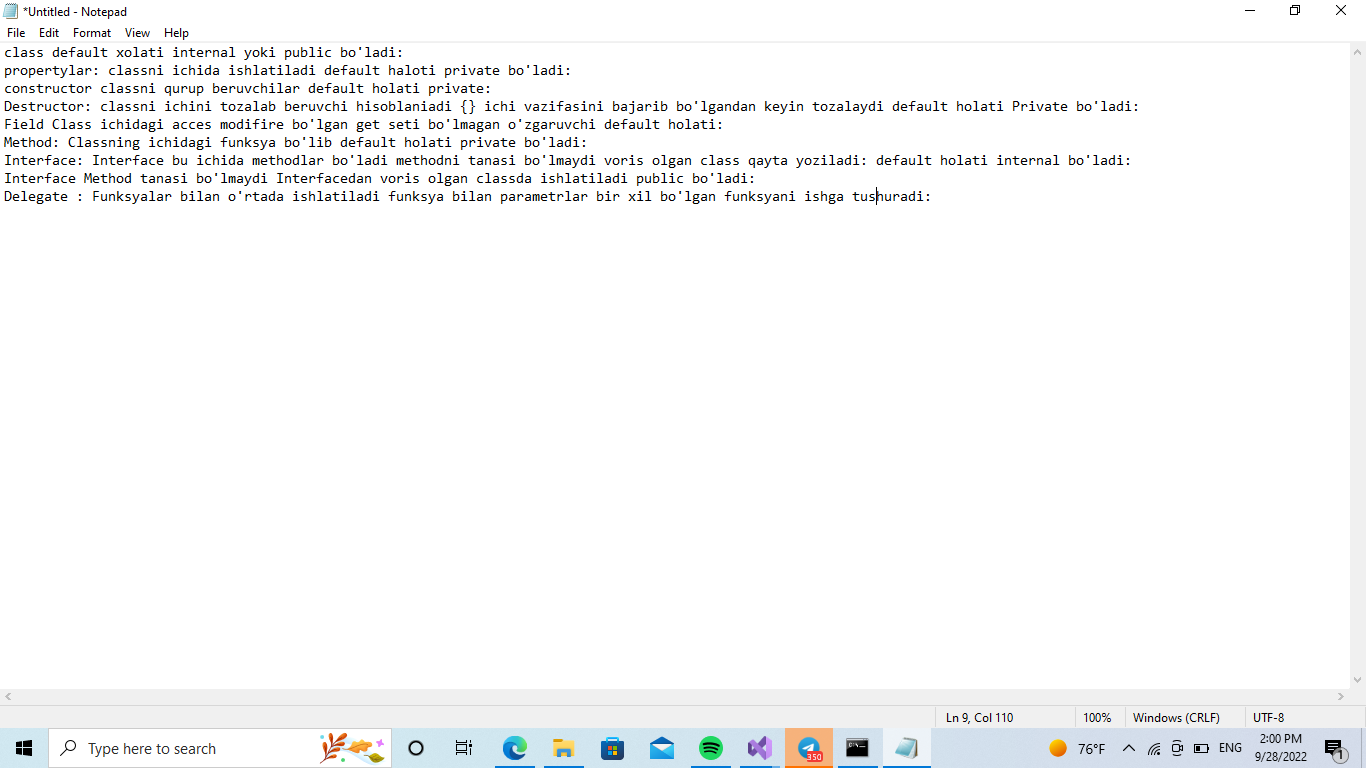 *Untitled - Notepad
File Edit Format View Help
class default xolati internal yoki public bo'ladi:
propertylar: classni ichida ishlatiladi default haloti private bo'ladi:
constructor classni qurup beruvchilar default holati private:
Destructor: classni ichini tozalab beruvchi hisoblaniadi {} ichi vazifasini bajarib bo'lgandan keyin tozalaydi default holati Private bo'ladi:
Field Class ichidagi acces modifire bo'lgan get seti bo'lmagan o'zgaruvchi default holati:
Method: Classning ichidagi funksya bo'lib default holati private bo'ladi:
Interface: Interface bu ichida methodlar bo'ladi methodni tanasi bo'lmaydi voris olgan class qayta yoziladi: default holati internal bo'ladi:
Interface Method tanasi bo'lmaydi Interfacedan voris olgan classda ishlatiladi public bo'ladi:
Delegate : Funksyalar bilan o'rtada ishlatiladi funksya bilan parametrlar bir xil bo'lgan funksyani ishga tushuradi:
Ln 9, Col 110 100% Windows (CRLF) UTF-8
Type here to search 350 76°F ENG 2:00 PM
9/28/2022 1